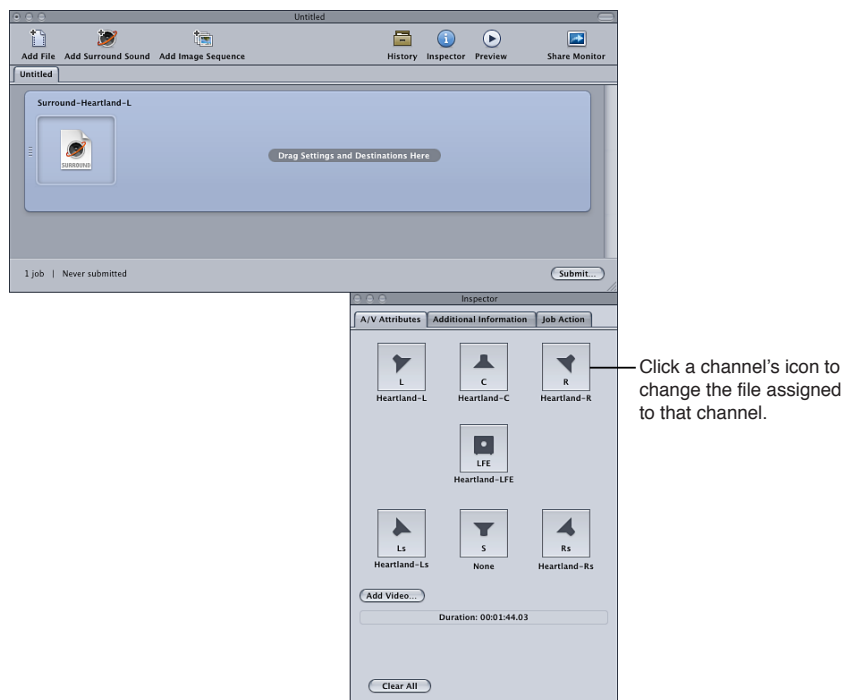 Untitled
Add File Add Surround Sound Add Image Sequence History Inspector Preview Share Monitor
Untitled
Surround-Heartland-L
SURROUND
Drag Settings and Destinations Here
1 job | Never submitted
Submit...
Inspector
A/V Attributes Additional Information Job Action
L C R
Heartland-L Heartland-C Heartland-R
Click a channel’s icon to
change the file assigned
to that channel.
LFE
Heartland-LFE
Ls S Rs
Heartland-Ls None Heartland-Rs
Add Video...
Duration: 00:01:44.03
Clear All